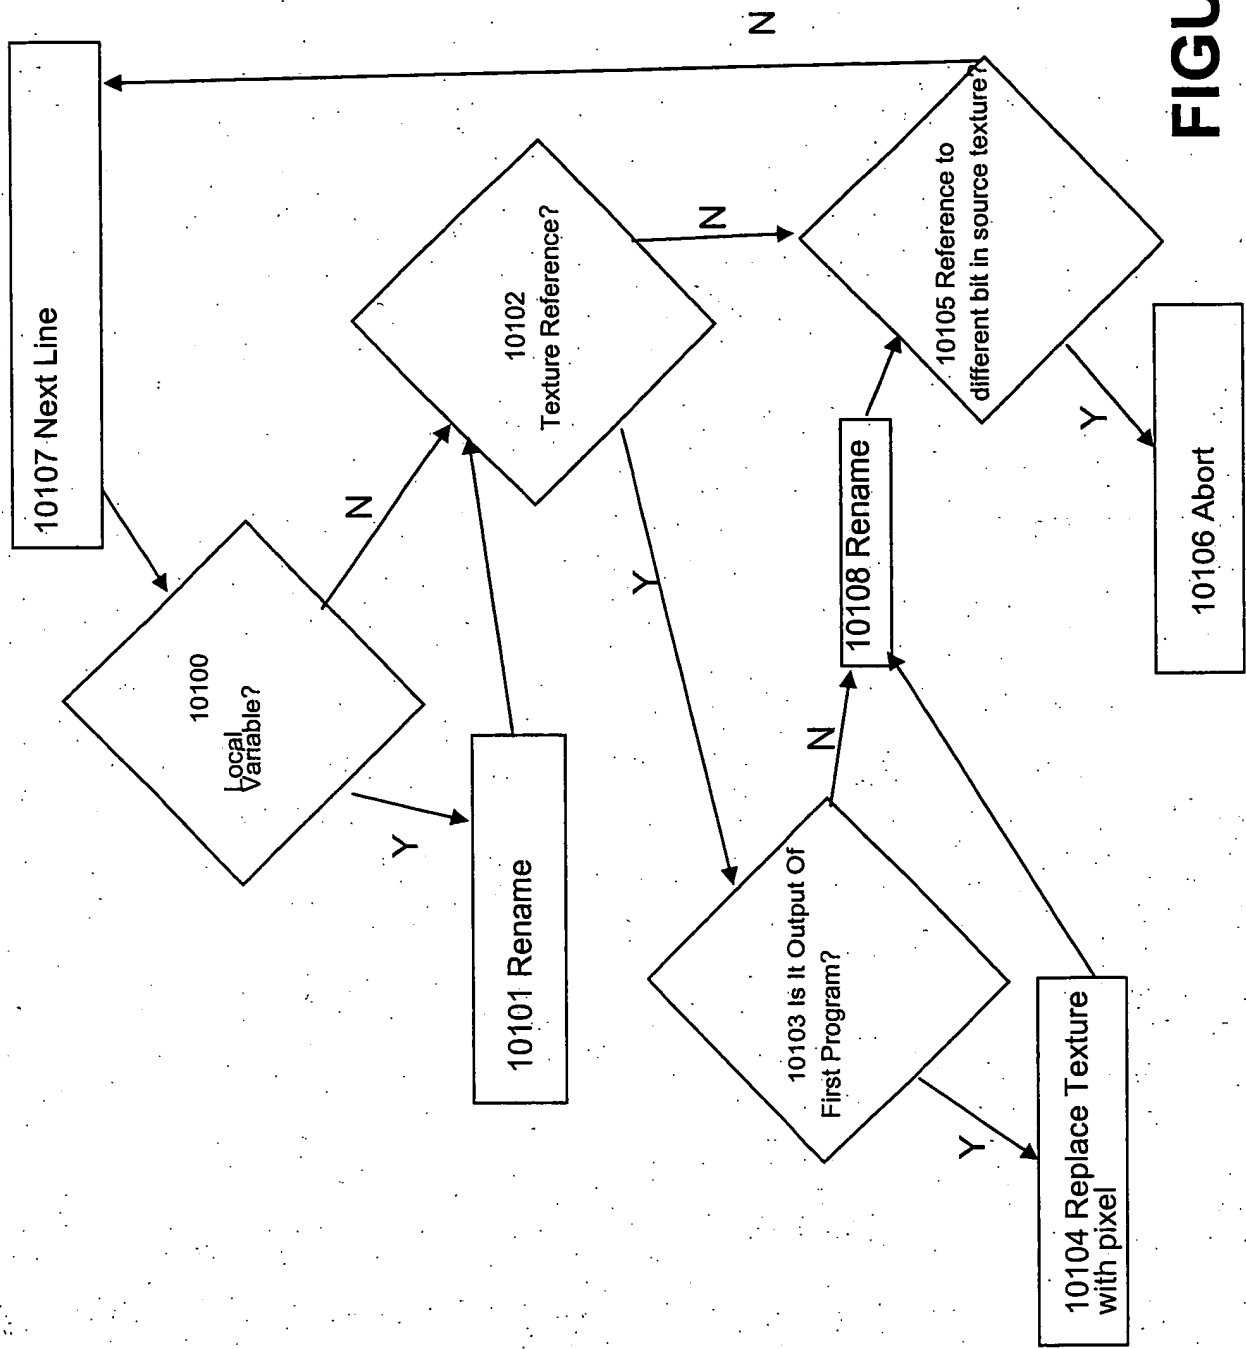 10107 Next Line
10100
Local
Variable?
N
Y
10101 Rename
10102
Texture Reference?
Y
N
10103 Is It Output Of
First Program?
N
Y
10104 Replace Texture
with pixel
10108 Rename
10105 Reference to
different bit in source texture?
N
Y
10106 Abort
FIGU